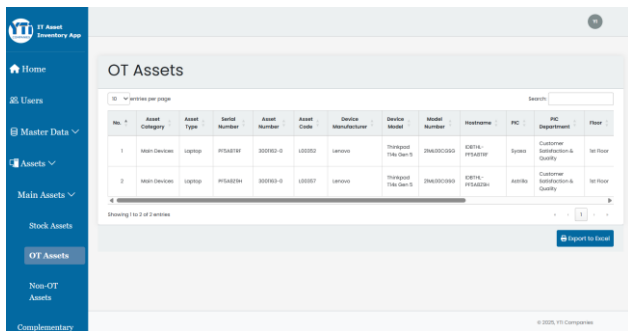 YTI
IT Asset
Inventory App
YI
Home
Users
Master Data
Assets
Main Assets
Stock Assets
OT Assets
Non-OT
Assets
Complementary
OT Assets
10 entries per page
Search:
No. Asset Category Asset Type Serial Number Asset Number Asset Code Device Manufacturer Device Model Model Number Hostname PIC PIC Department Floor
1 Main Devices Laptop Lenovo Thinkpad T14s Gen 5 Customer Satisfaction & Quality 1st Floor
2 Main Devices Laptop Lenovo Thinkpad T14s Gen 5 Customer Satisfaction & Quality 1st Floor
Showing 1 to 2 of 2 entries
1
Export to Excel
© 2025, YTI Companies